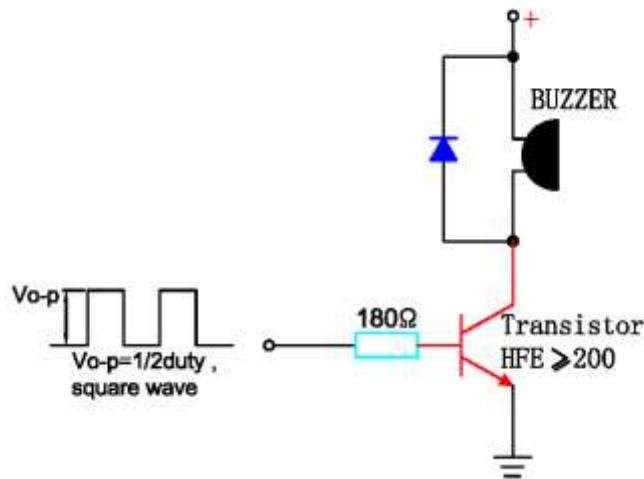 +
BUZZER
Vo-p
180Ω
Transistor
HFE ⩾200
Vo-p=1/2duty ,
square wave